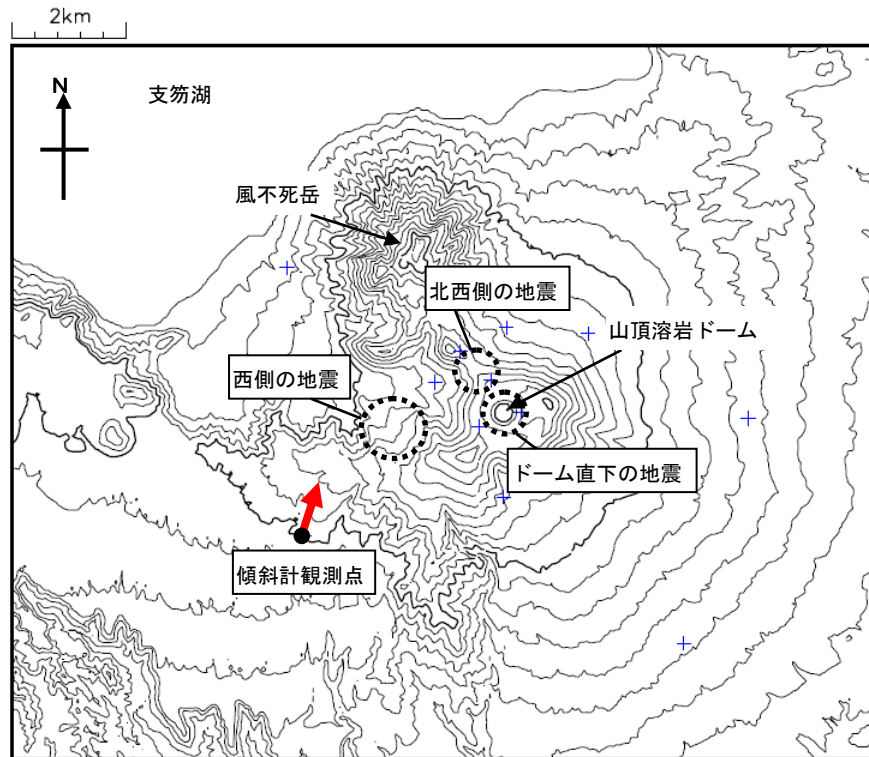 2km
N
支笏湖
風不死岳
北西側の地震
山頂溶岩ドーム
西側の地震
ドーム直下の地震
傾斜計観測点